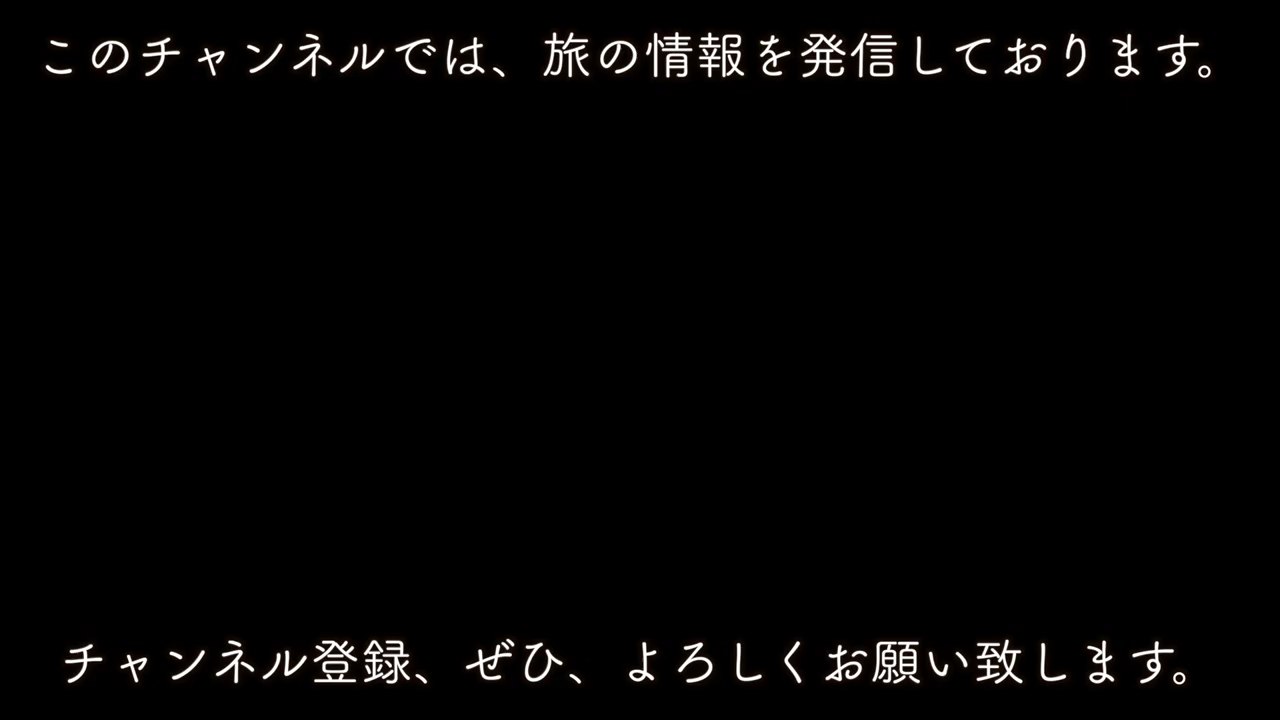 このチャンネルでは、旅の情報を発信しております。
チャンネル登録、ぜひ、よろしくお願い致します。